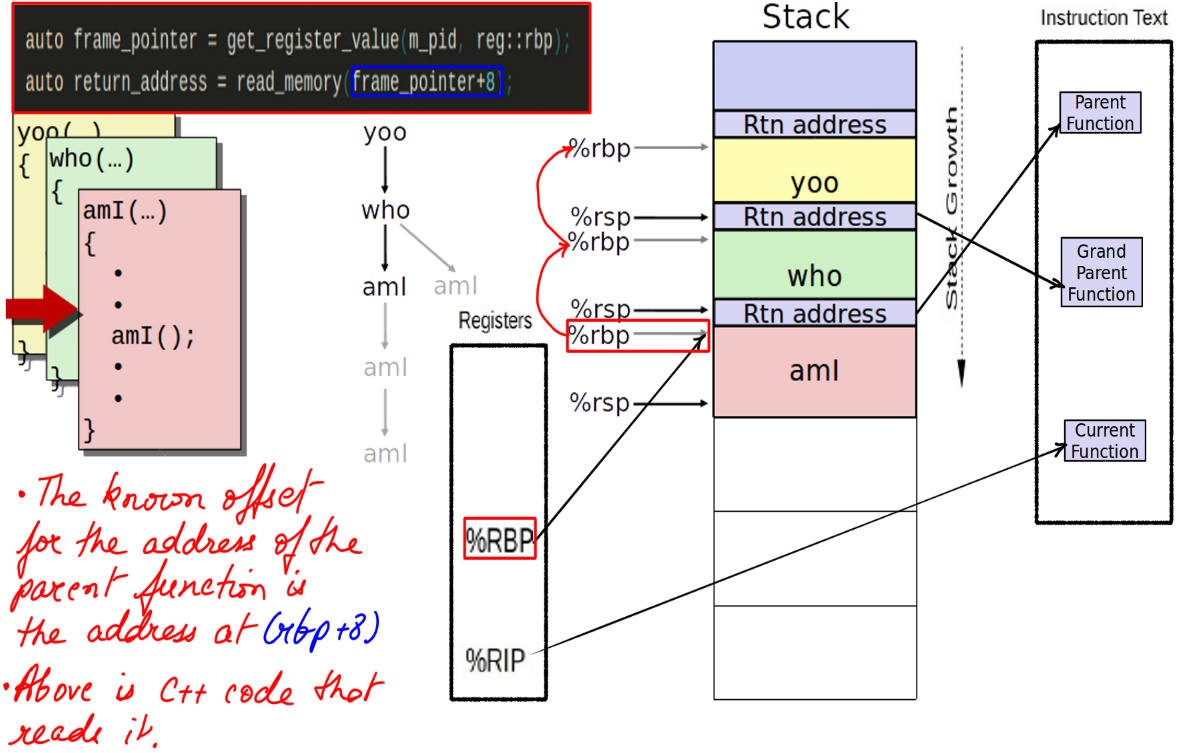 auto frame_pointer = get_register_value(m_pid, reg::rbp);
auto return_address = read_memory(frame_pointer+8);
yoo(…)
{
}
who(…)
{
}
amI(…)
{
•
•
amI();
•
•
}
yoo
who
amI
amI
amI
amI
Registers
%RBP
%RIP
Stack
Rtn address
%rbp
yoo
%rsp
Rtn address
%rbp
who
%rsp
Rtn address
%rbp
amI
%rsp
Stack Growth
Instruction Text
Parent
Function
Grand
Parent
Function
Current
Function
• The known offset
for the address of the
parent function is
the address at (rbp+8)
• Above is C++ code that
reads it.